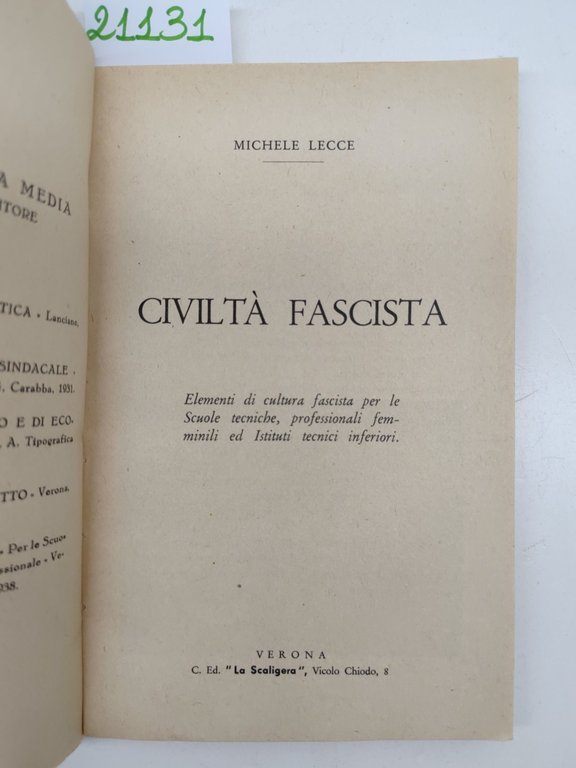 21131
A MEDIA
ITORE
TICA - Lanciano,
SINDACALE -
Carabba, 1931.
O E DI ECO-
A. Tipografica
TTO - Verona,
- Per le Scuo-
ssionale - Ve-
938.
MICHELE LECCE
CIVILTÀ FASCISTA
Elementi di cultura fascista per le
Scuole tecniche, professionali fem-
minili ed Istituti tecnici inferiori.
VERONA
C. Ed. "La Scaligera", Vicolo Chiodo, 8